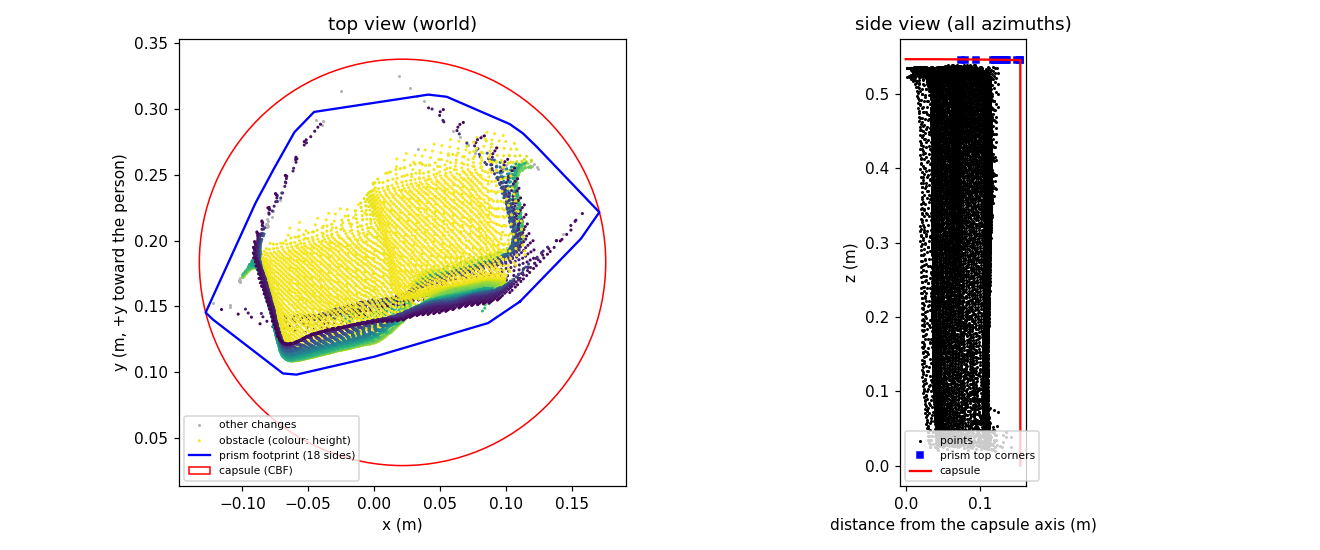 top view (world)
0.35
0.30
0.25
0.20
0.15
0.10
0.05
y (m, +y toward the person)
other changes
obstacle (colour: height)
prism footprint (18 sides)
capsule (CBF)
−0.10 −0.05 0.00 0.05 0.10 0.15
x (m)
side view (all azimuths)
0.5
0.4
0.3
0.2
0.1
0.0
z (m)
points
prism top corners
capsule
0.0 0.1
distance from the capsule axis (m)